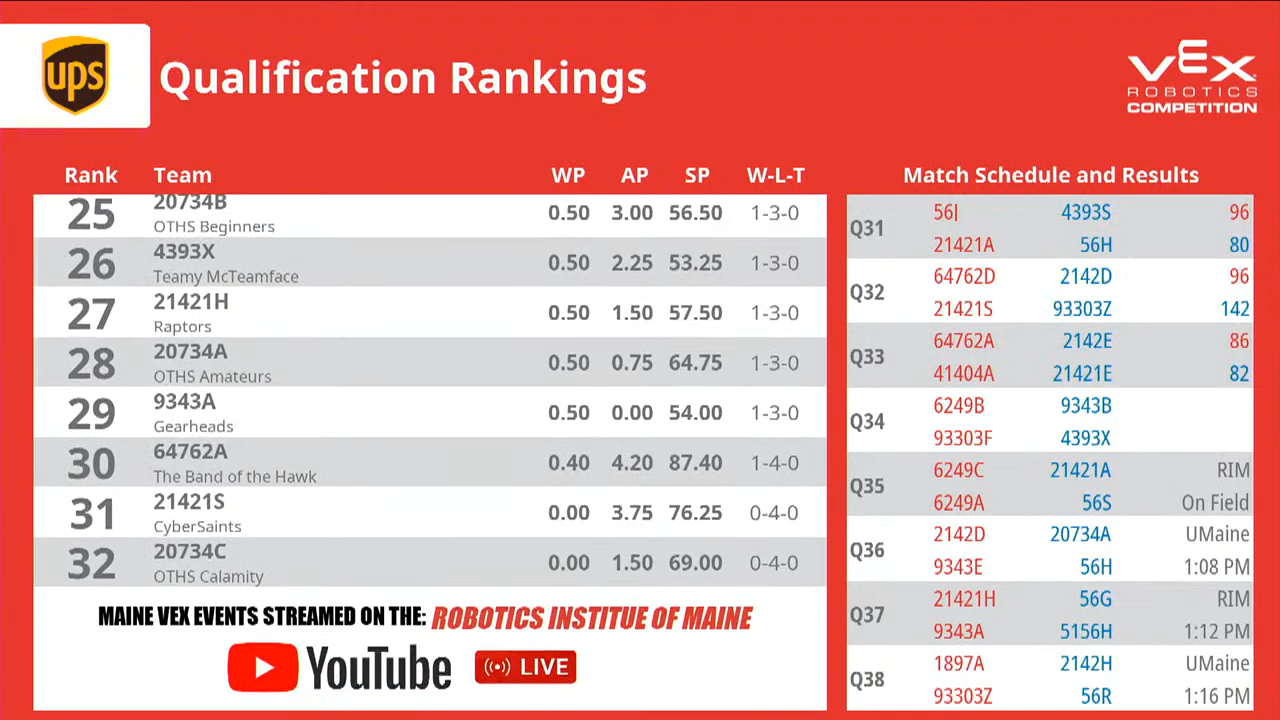 ups
Qualification Rankings
VEX
ROBOTICS
COMPETITION
Rank Team WP AP SP W-L-T
25 20734B 0.50 3.00 56.50 1-3-0
OTHS Beginners
26 4393X 0.50 2.25 53.25 1-3-0
Teamy McTeamface
27 21421H 0.50 1.50 57.50 1-3-0
Raptors
28 20734A 0.50 0.75 64.75 1-3-0
OTHS Amateurs
29 9343A 0.50 0.00 54.00 1-3-0
Gearheads
30 64762A 0.40 4.20 87.40 1-4-0
The Band of the Hawk
31 21421S 0.00 3.75 76.25 0-4-0
CyberSaints
32 20734C 0.00 1.50 69.00 0-4-0
OTHS Calamity
MAINE VEX EVENTS STREAMED ON THE: ROBOTICS INSTITUE OF MAINE
YouTube LIVE
Match Schedule and Results
Q31 56J 4393S 96
21421A 56H 80
Q32 64762D 2142D 96
21421S 93303Z 142
Q33 64762A 2142E 86
41404A 21421E 82
Q34 6249B 9343B
93303F 4393X
Q35 6249C 21421A RIM
6249A 56S On Field
Q36 2142D 20734A UMaine
9343E 56H 1:08 PM
Q37 21421H 56G RIM
9343A 5156H 1:12 PM
Q38 1897A 2142H UMaine
93303Z 56R 1:16 PM